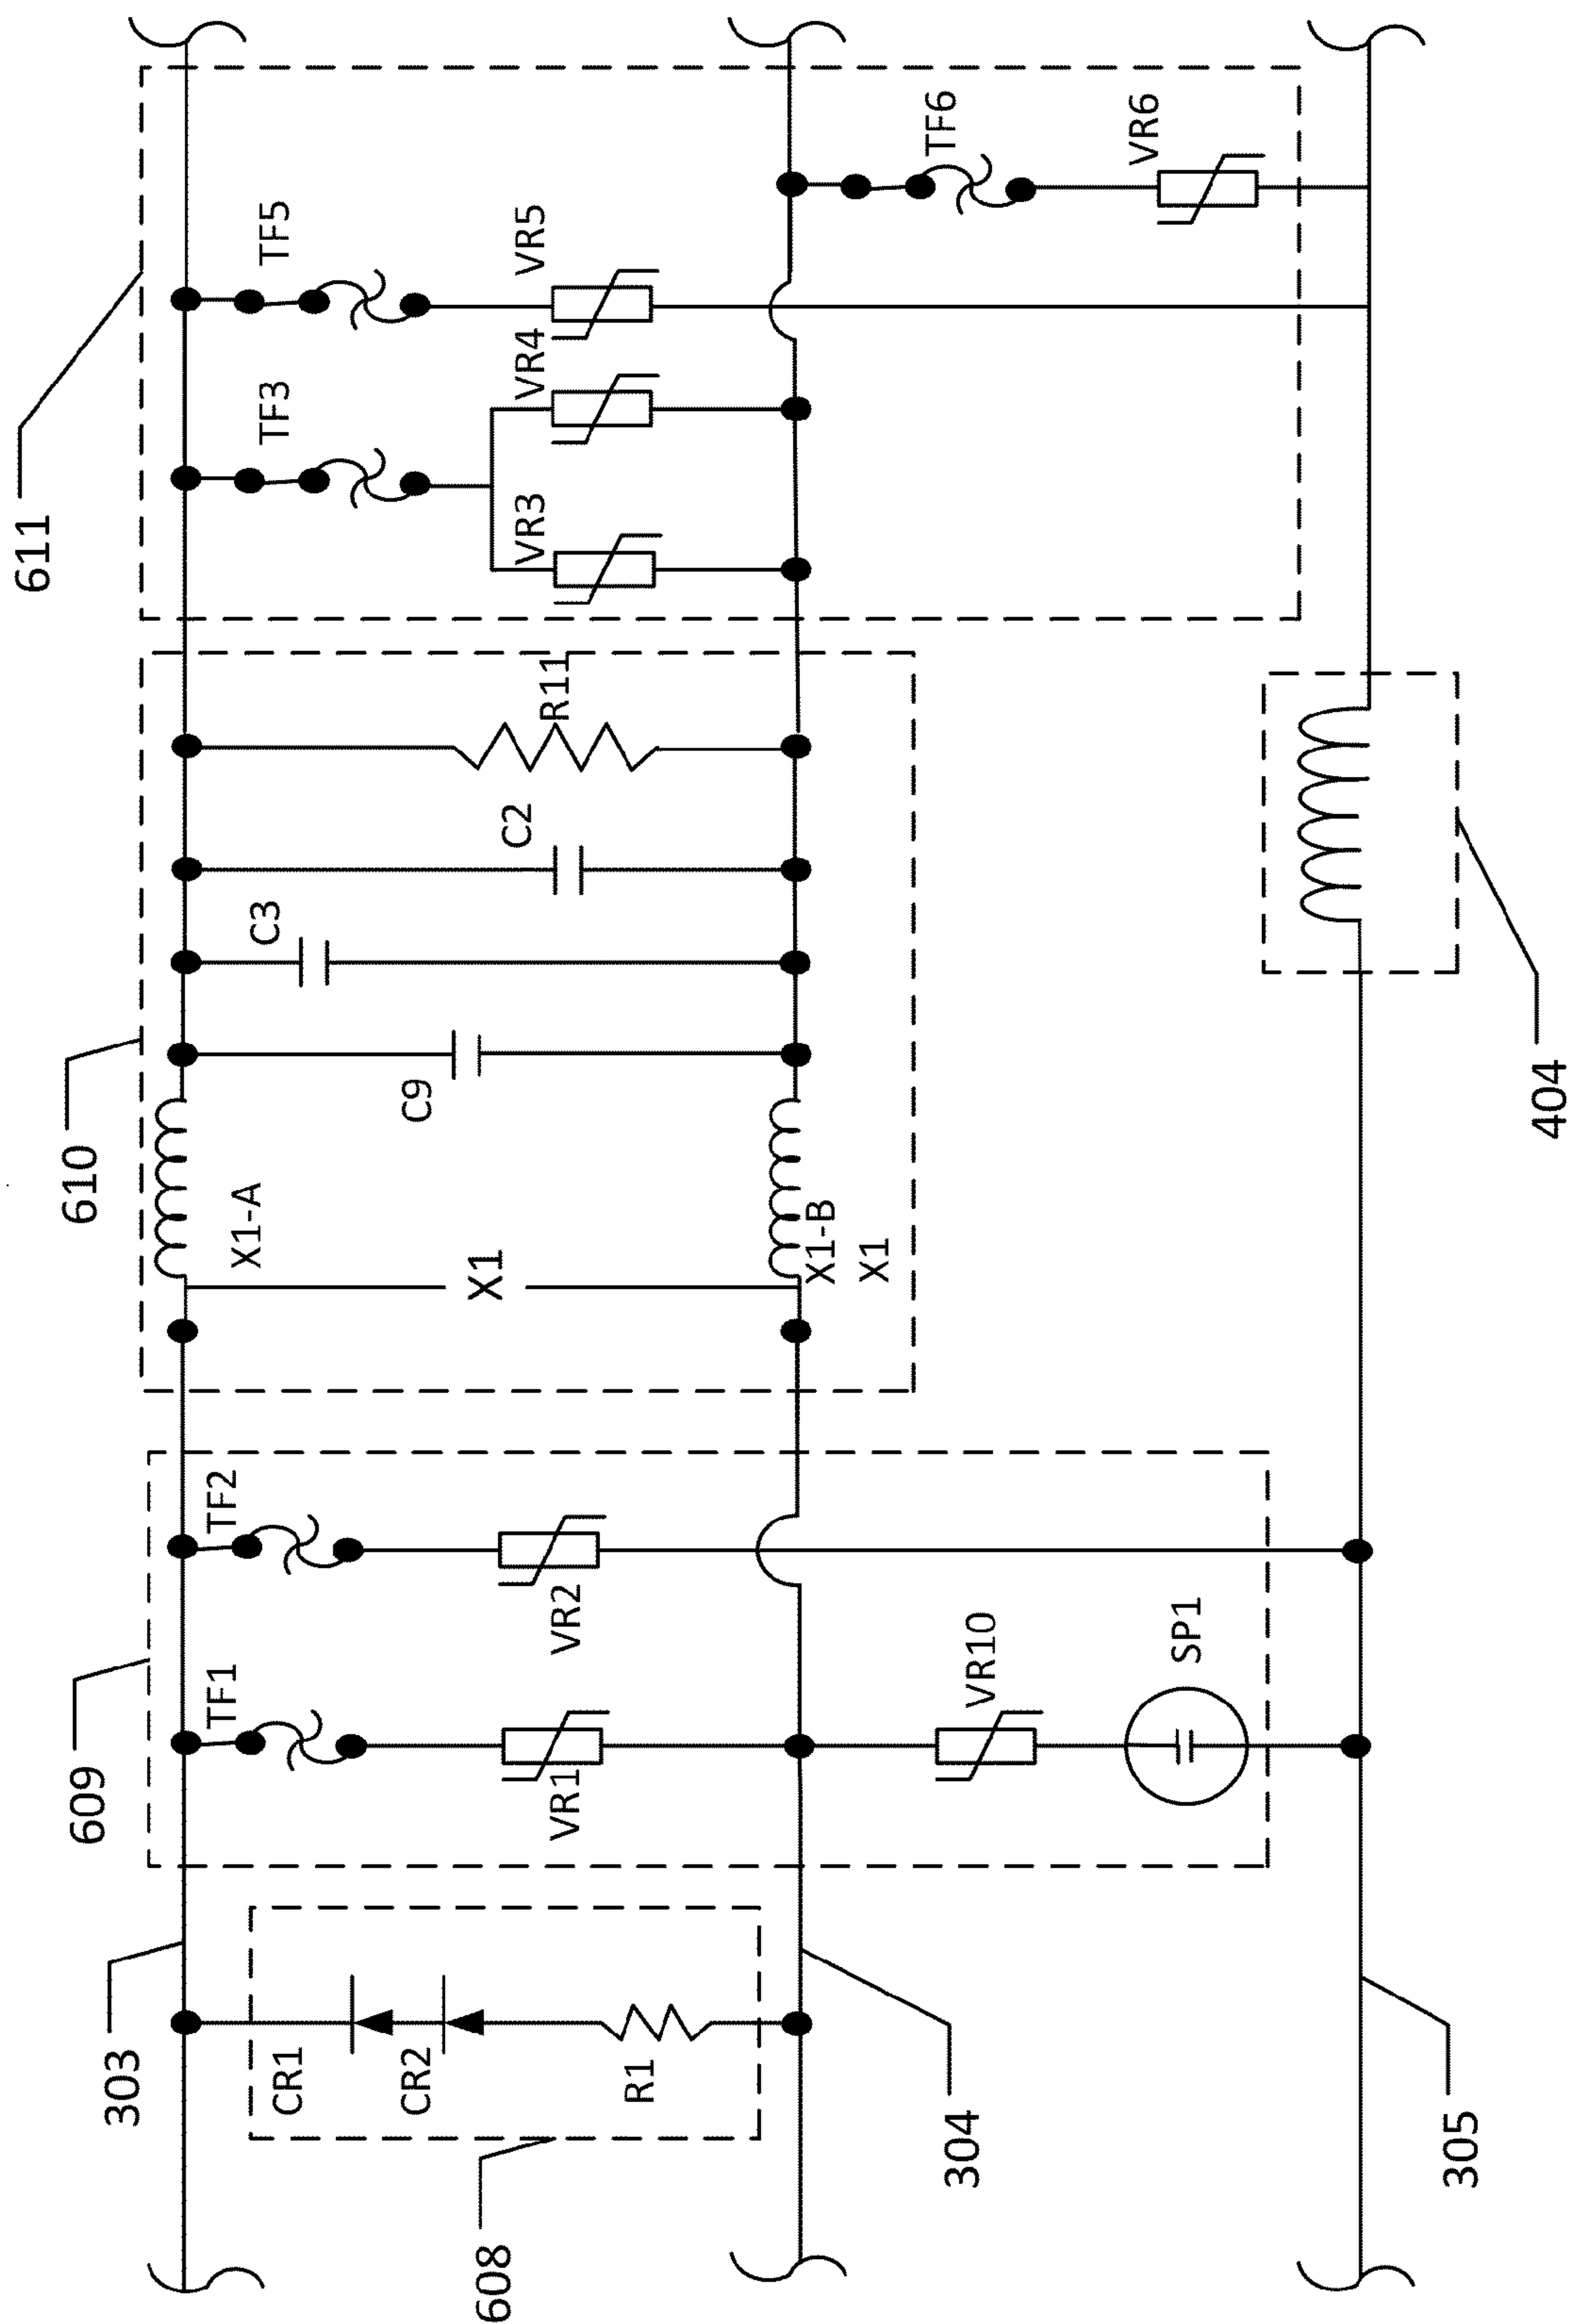 611
610
609
303
608
TF5
TF3
TF6
VR5
VR4
VR3
VR6
R11
C2
C3
C9
X1-A
X1
X1-B
X1
TF2
TF1
VR2
VR1
VR10
SP1
CR1
CR2
R1
304
305
404